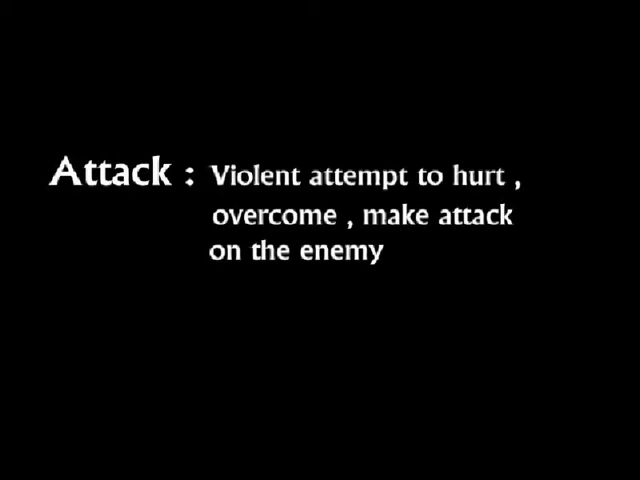 Attack : Violent attempt to hurt ,
overcome , make attack
on the enemy